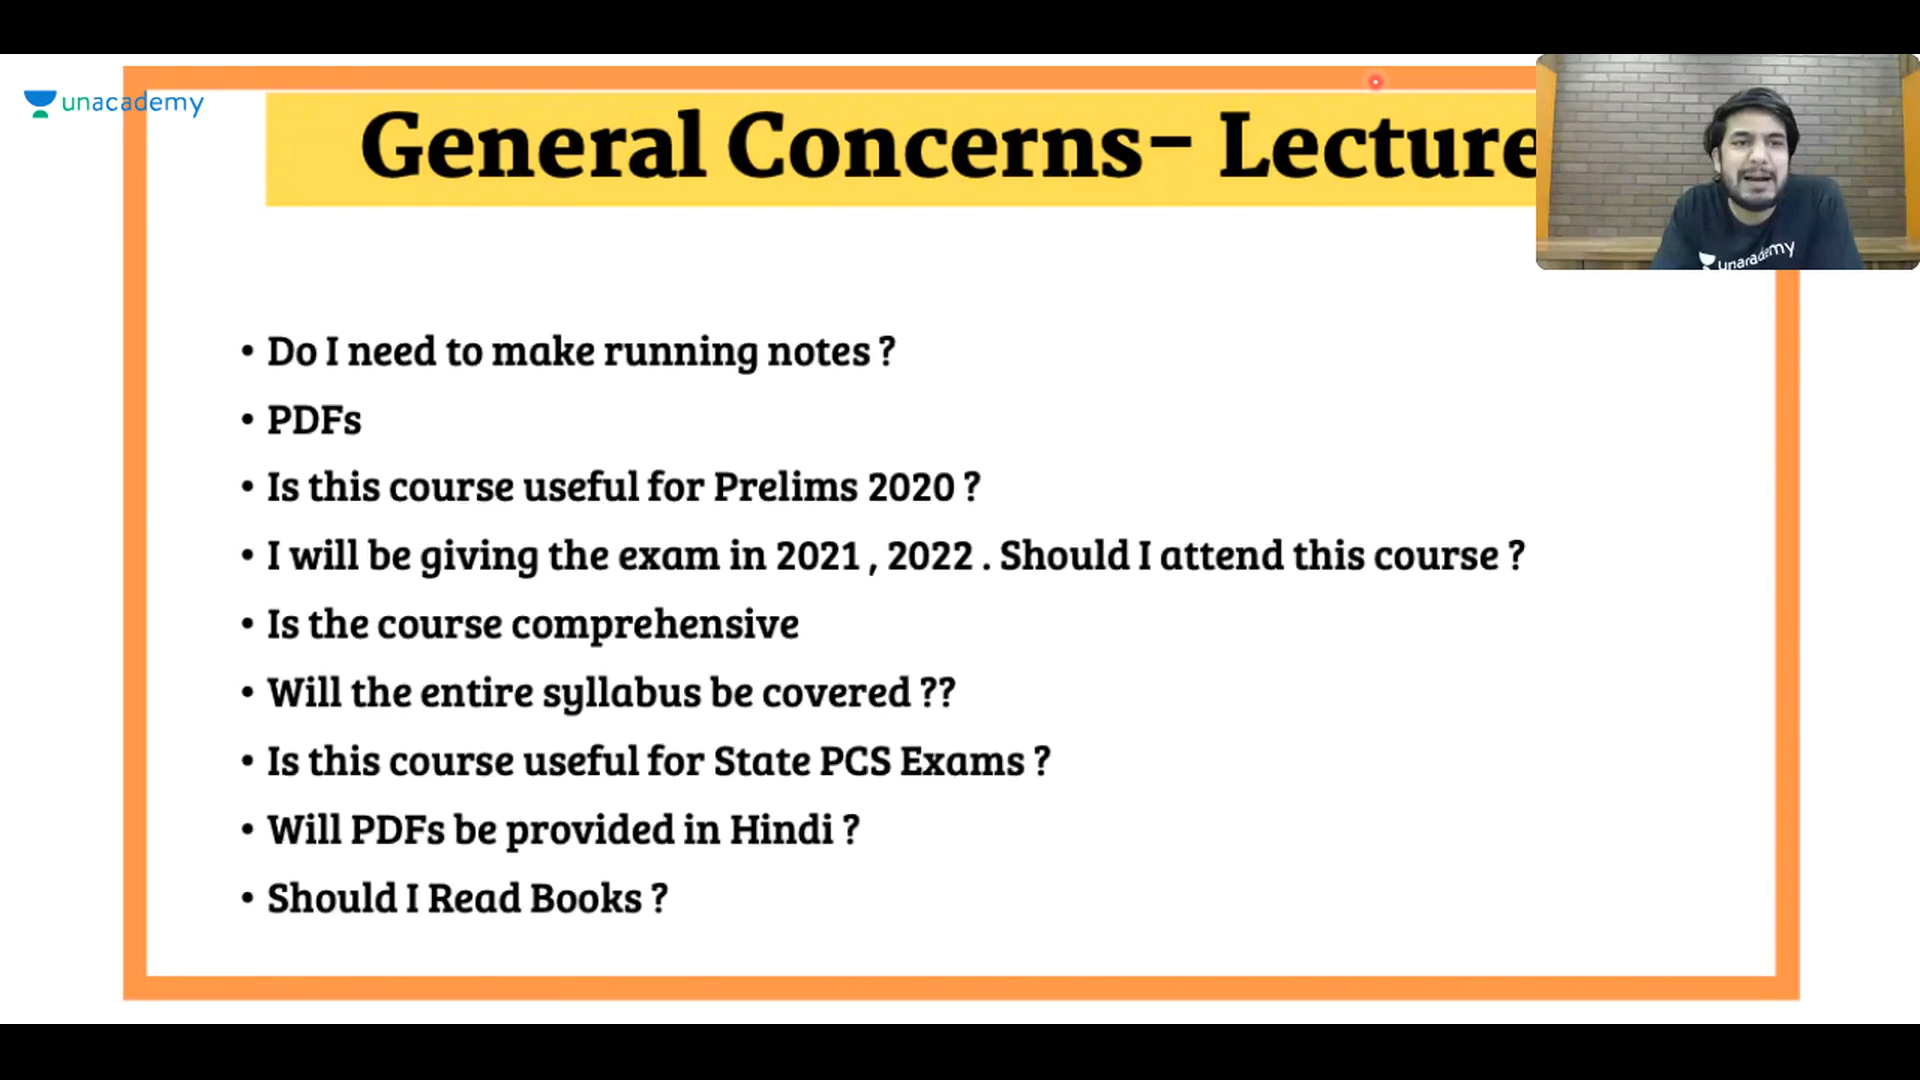 unacademy
General Concerns- Lecture
• Do I need to make running notes ?
• PDFs
• Is this course useful for Prelims 2020 ?
• I will be giving the exam in 2021 , 2022 . Should I attend this course ?
• Is the course comprehensive
• Will the entire syllabus be covered ??
• Is this course useful for State PCS Exams ?
• Will PDFs be provided in Hindi ?
• Should I Read Books ?
unacademy